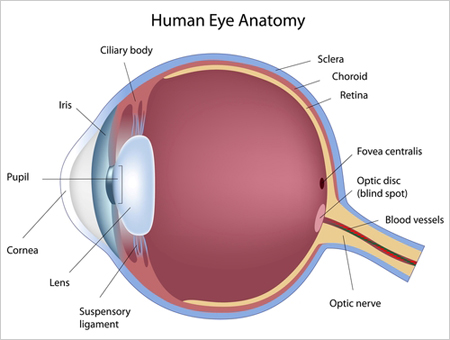 Human Eye Anatomy
Ciliary body
Sclera
Choroid
Retina
Iris
Fovea centralis
Pupil
Optic disc
(blind spot)
Blood vessels
Cornea
Lens
Optic nerve
Suspensory
ligament